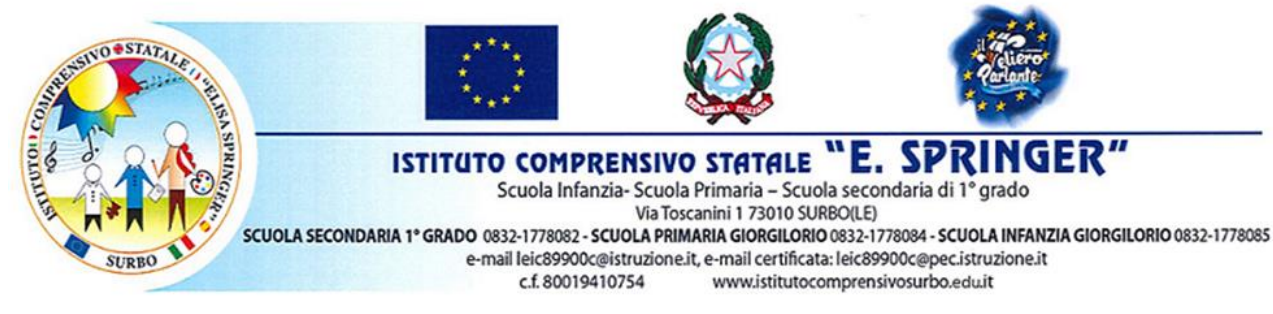 ISTITUTO COMPRENSIVO STATALE "ELISA SPRINGER"
SURBO
REPVBBLICA ITALIANA
il
Veliero
Parlante
ISTITUTO COMPRENSIVO STATALE "E. SPRINGER"
Scuola Infanzia- Scuola Primaria – Scuola secondaria di 1° grado
Via Toscanini 1 73010 SURBO(LE)
SCUOLA SECONDARIA 1° GRADO 0832-1778082 - SCUOLA PRIMARIA GIORGILORIO 0832-1778084 - SCUOLA INFANZIA GIORGILORIO 0832-1778085
e-mail leic89900c@istruzione.it, e-mail certificata: leic89900c@pec.istruzione.it
c.f. 80019410754 www.istitutocomprensivosurbo.edu.it